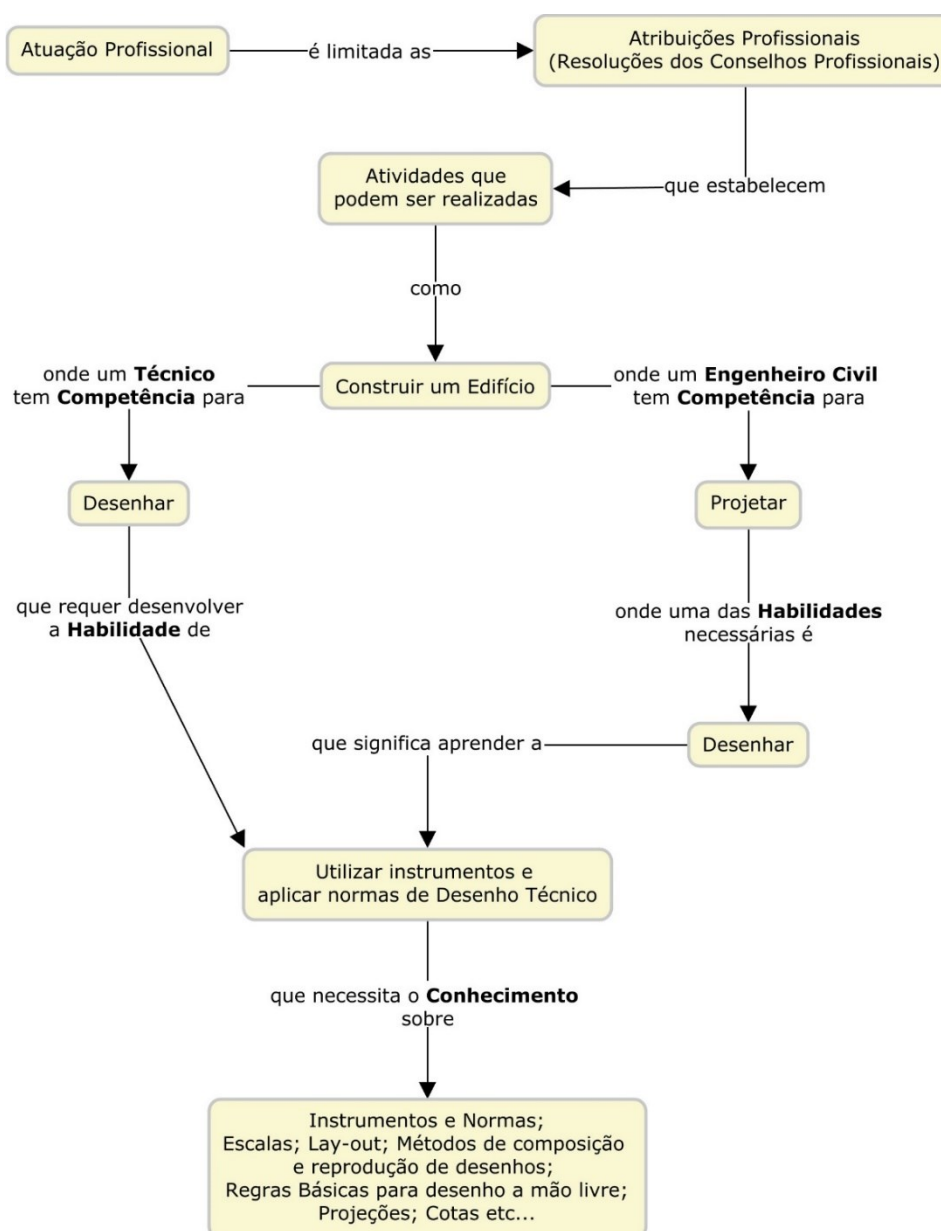 Atuação Profissional
é limitada as
Atribuições Profissionais
(Resoluções dos Conselhos Profissionais)
que estabelecem
Atividades que
podem ser realizadas
como
Construir um Edifício
onde um Técnico
tem Competência para
onde um Engenheiro Civil
tem Competência para
Desenhar
Projetar
que requer desenvolver
a Habilidade de
onde uma das Habilidades
necessárias é
Desenhar
que significa aprender a
Utilizar instrumentos e
aplicar normas de Desenho Técnico
que necessita o Conhecimento
sobre
Instrumentos e Normas;
Escalas; Lay-out; Métodos de composição
e reprodução de desenhos;
Regras Básicas para desenho a mão livre;
Projeções; Cotas etc...